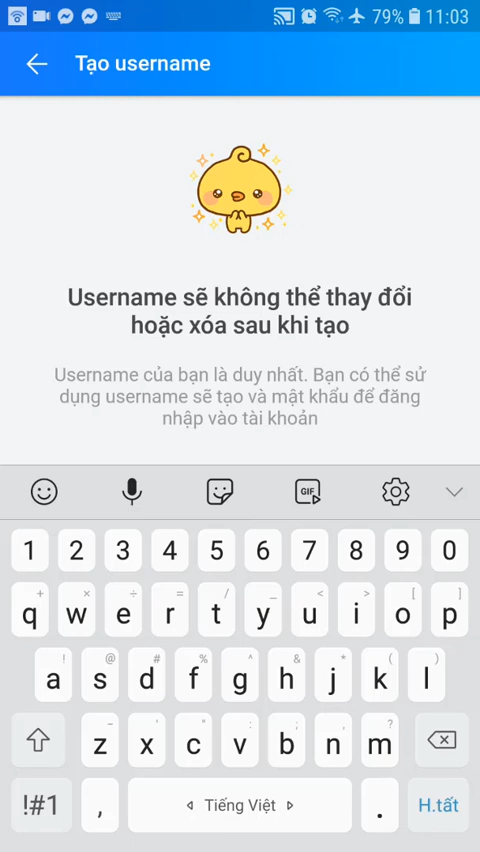 79% 11:03
Tạo username
Username sẽ không thể thay đổi
hoặc xóa sau khi tạo
Username của bạn là duy nhất. Bạn có thể sử
dụng username sẽ tạo và mật khẩu để đăng
nhập vào tài khoản
GIF
1 2 3 4 5 6 7 8 9 0
+ × ÷ = / _ < > [ ]
q w e r t y u i o p
! @ # % ^ & * ( )
a s d f g h j k l
- ' " : ; , ?
z x c v b n m
!#1 , Tiếng Việt . H.tất